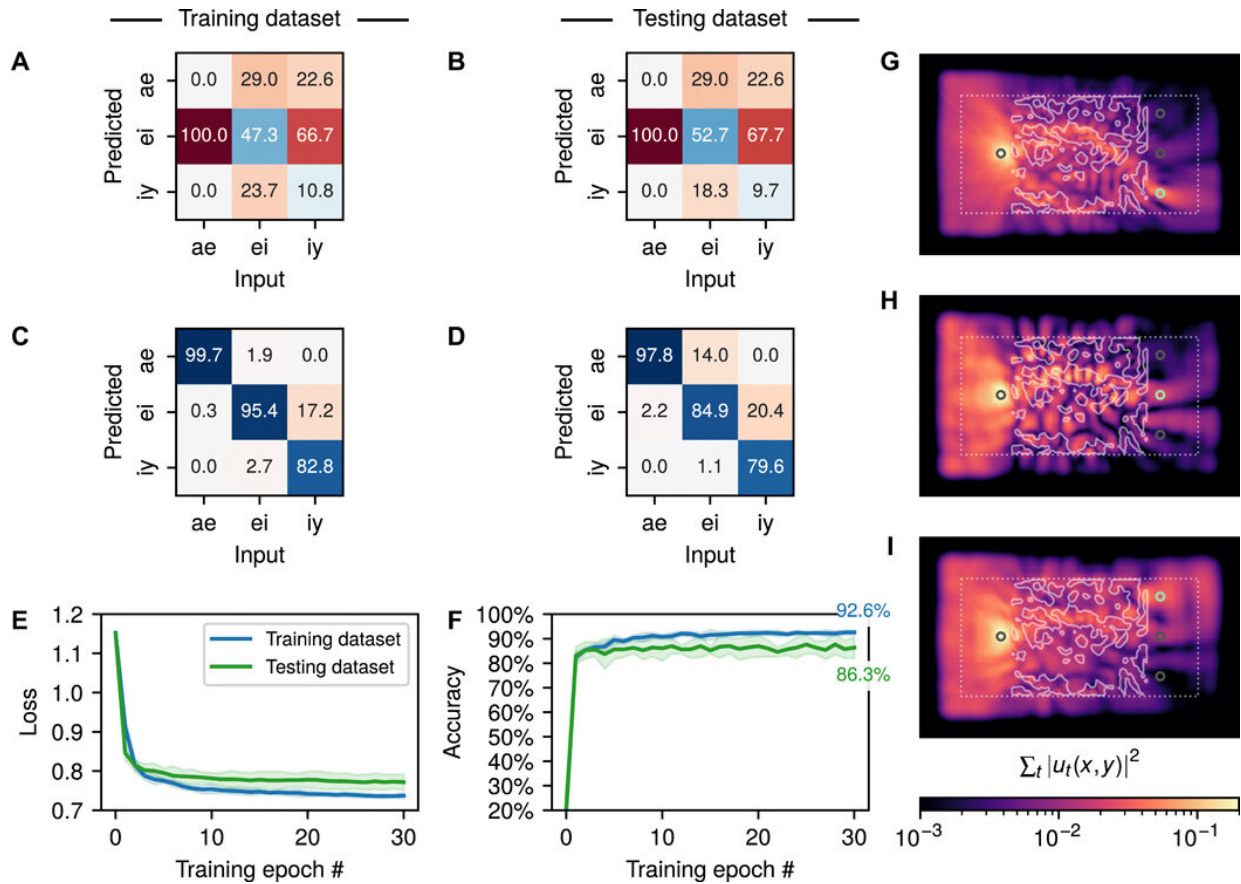 Training dataset
Testing dataset
A
Predicted
ae
ei
iy
0.0 29.0 22.6
100.0 47.3 66.7
0.0 23.7 10.8
ae ei iy
Input
B
Predicted
ae
ei
iy
0.0 29.0 22.6
100.0 52.7 67.7
0.0 18.3 9.7
ae ei iy
Input
C
Predicted
ae
ei
iy
99.7 1.9 0.0
0.3 95.4 17.2
0.0 2.7 82.8
ae ei iy
Input
D
Predicted
ae
ei
iy
97.8 14.0 0.0
2.2 84.9 20.4
0.0 1.1 79.6
ae ei iy
Input
E
Loss
1.2
1.1
1.0
0.9
0.8
0.7
Training dataset
Testing dataset
0 10 20 30
Training epoch #
F
Accuracy
100%
90%
80%
70%
60%
50%
40%
30%
20%
92.6%
86.3%
0 10 20 30
Training epoch #
G
H
I
∑ₜ |uₜ(x, y)|²
10⁻³ 10⁻² 10⁻¹